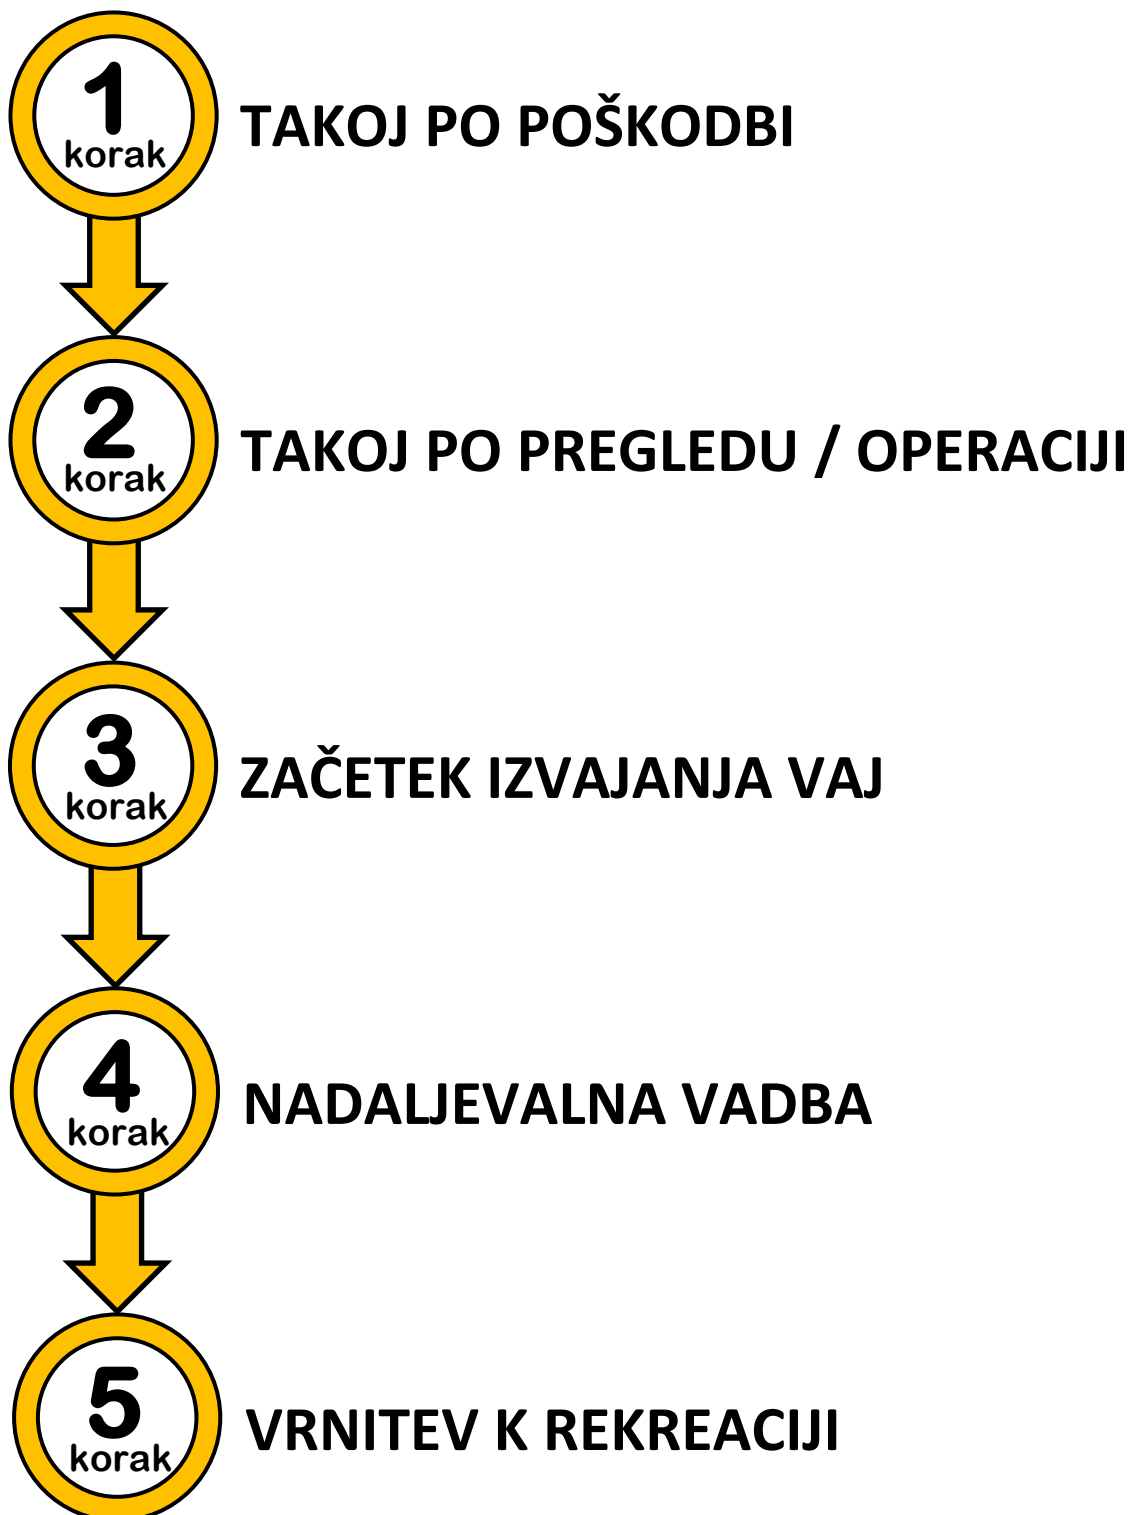 1
korak
TAKOJ PO POŠKODBI
2
korak
TAKOJ PO PREGLEDU / OPERACIJI
3
korak
ZAČETEK IZVAJANJA VAJ
4
korak
NADALJEVALNA VADBA
5
korak
VRNITEV K REKREACIJI